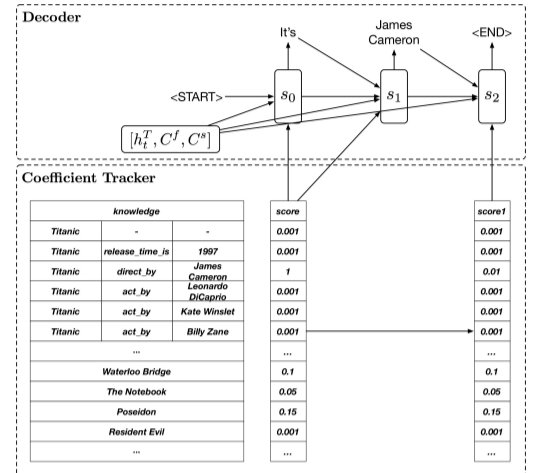 Decoder
It's
James
Cameron
<END>
<START>
s0
s1
s2
[h_t^T, C^f, C^s]
Coefficient Tracker
knowledge score score1
Titanic - - 0.001 0.001
Titanic release_time_is 1997 0.001 0.001
Titanic direct_by James Cameron 1 0.01
Titanic act_by Leonardo DiCaprio 0.001 0.001
Titanic act_by Kate Winslet 0.001 0.001
Titanic act_by Billy Zane 0.001 0.001
... ... ...
Waterloo Bridge 0.1 0.1
The Notebook 0.05 0.05
Poseidon 0.15 0.15
Resident Evil 0.001 0.001
... ... ...